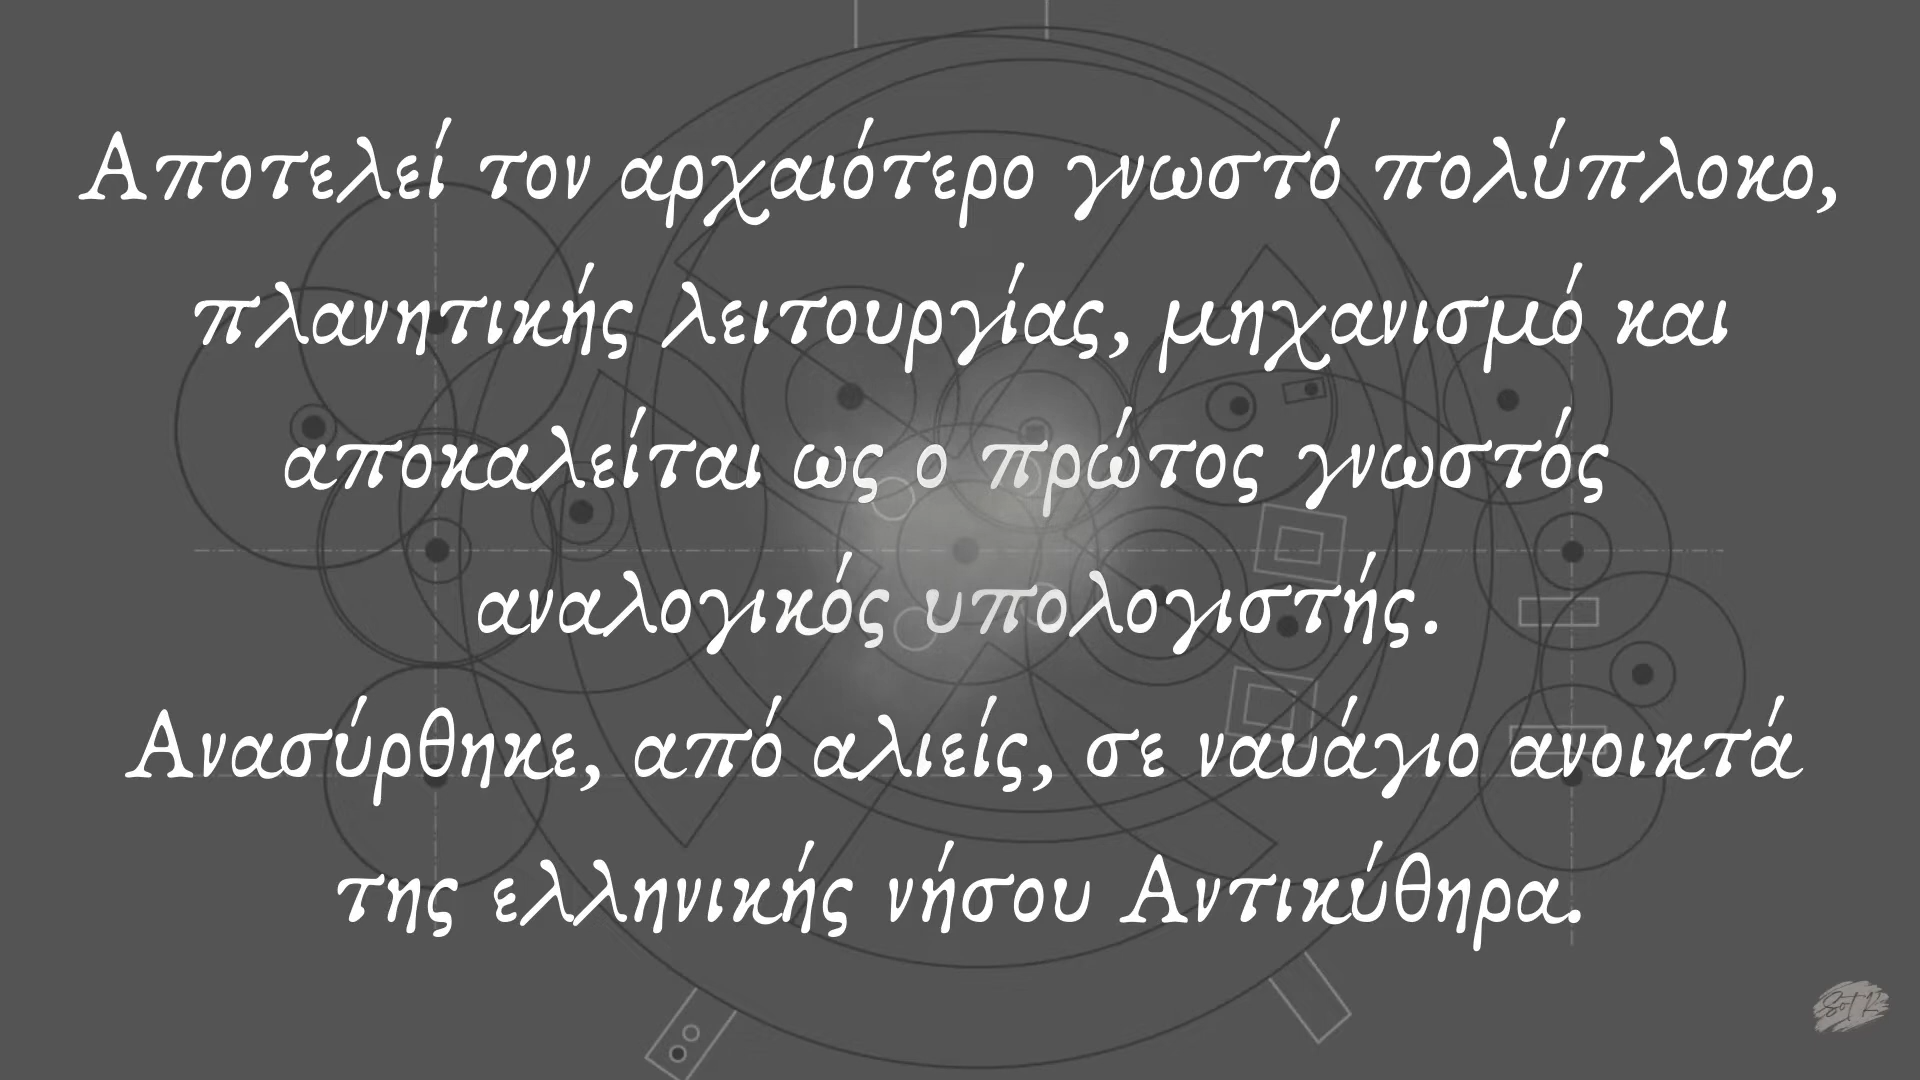 Αποτελεί τον αρχαιότερο γνωστό πολύπλοκο,
πλανητικής λειτουργίας, μηχανισμό και
αποκαλείται ως ο πρώτος γνωστός
αναλογικός υπολογιστής.
Ανασύρθηκε, από αλιείς, σε ναυάγιο ανοικτά
της ελληνικής νήσου Αντικύθηρα.